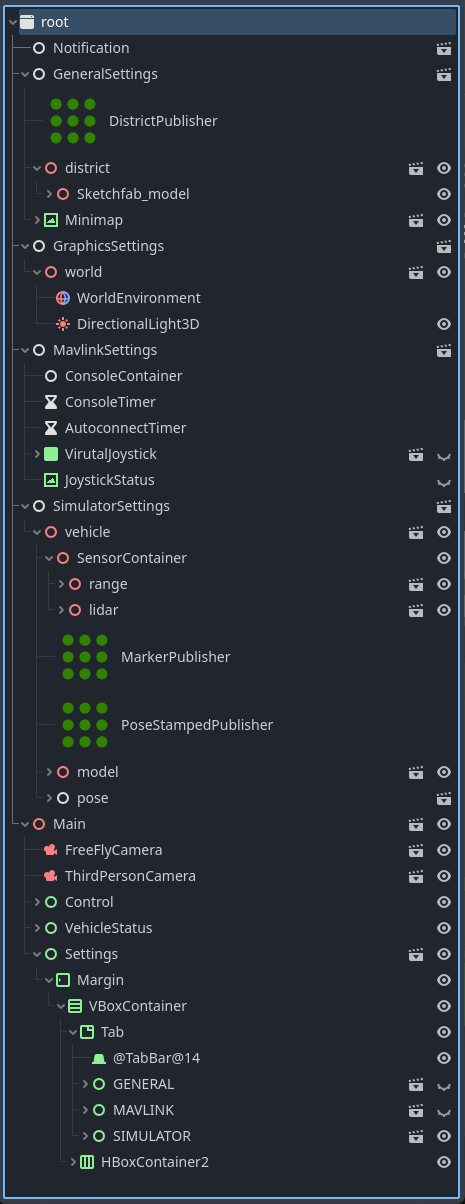 root
Notification
GeneralSettings
DistrictPublisher
district
Sketchfab_model
Minimap
GraphicsSettings
world
WorldEnvironment
DirectionalLight3D
MavlinkSettings
ConsoleContainer
ConsoleTimer
AutoconnectTimer
VirutalJoystick
JoystickStatus
SimulatorSettings
vehicle
SensorContainer
range
lidar
MarkerPublisher
PoseStampedPublisher
model
pose
Main
FreeFlyCamera
ThirdPersonCamera
Control
VehicleStatus
Settings
Margin
VBoxContainer
Tab
@TabBar@14
GENERAL
MAVLINK
SIMULATOR
HBoxContainer2